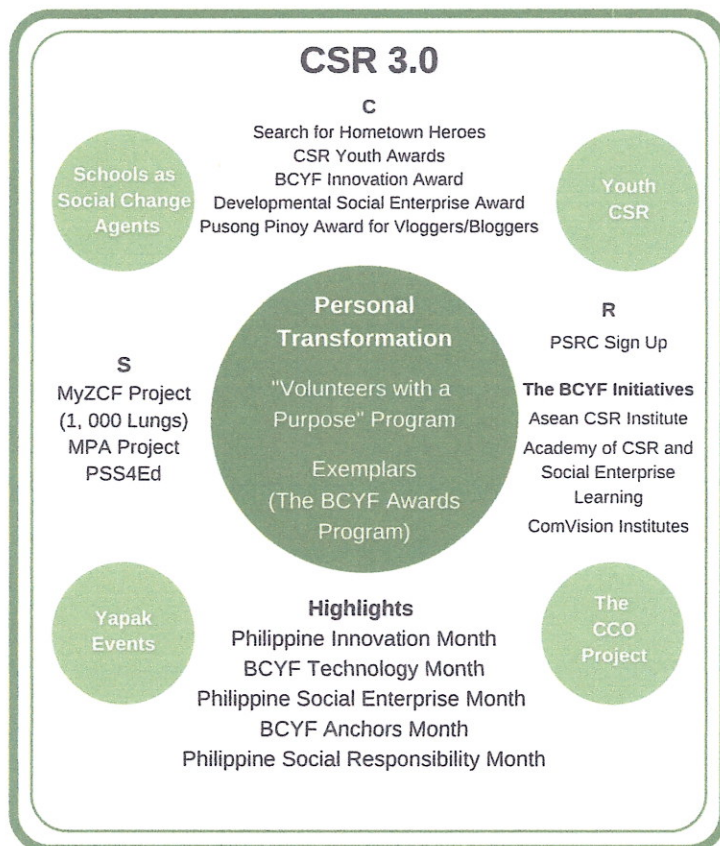 CSR 3.0
C
Search for Hometown Heroes
CSR Youth Awards
BCYF Innovation Award
Developmental Social Enterprise Award
Pusong Pinoy Award for Vloggers/Bloggers
Schools as
Social Change
Agents
Youth
CSR
Personal
Transformation
"Volunteers with a
Purpose" Program
Exemplars
(The BCYF Awards
Program)
S
MyZCF Project
(1, 000 Lungs)
MPA Project
PSS4Ed
R
PSRC Sign Up
The BCYF Initiatives
Asean CSR Institute
Academy of CSR and
Social Enterprise
Learning
ComVision Institutes
Yapak
Events
Highlights
Philippine Innovation Month
BCYF Technology Month
Philippine Social Enterprise Month
BCYF Anchors Month
Philippine Social Responsibility Month
The
CCO
Project